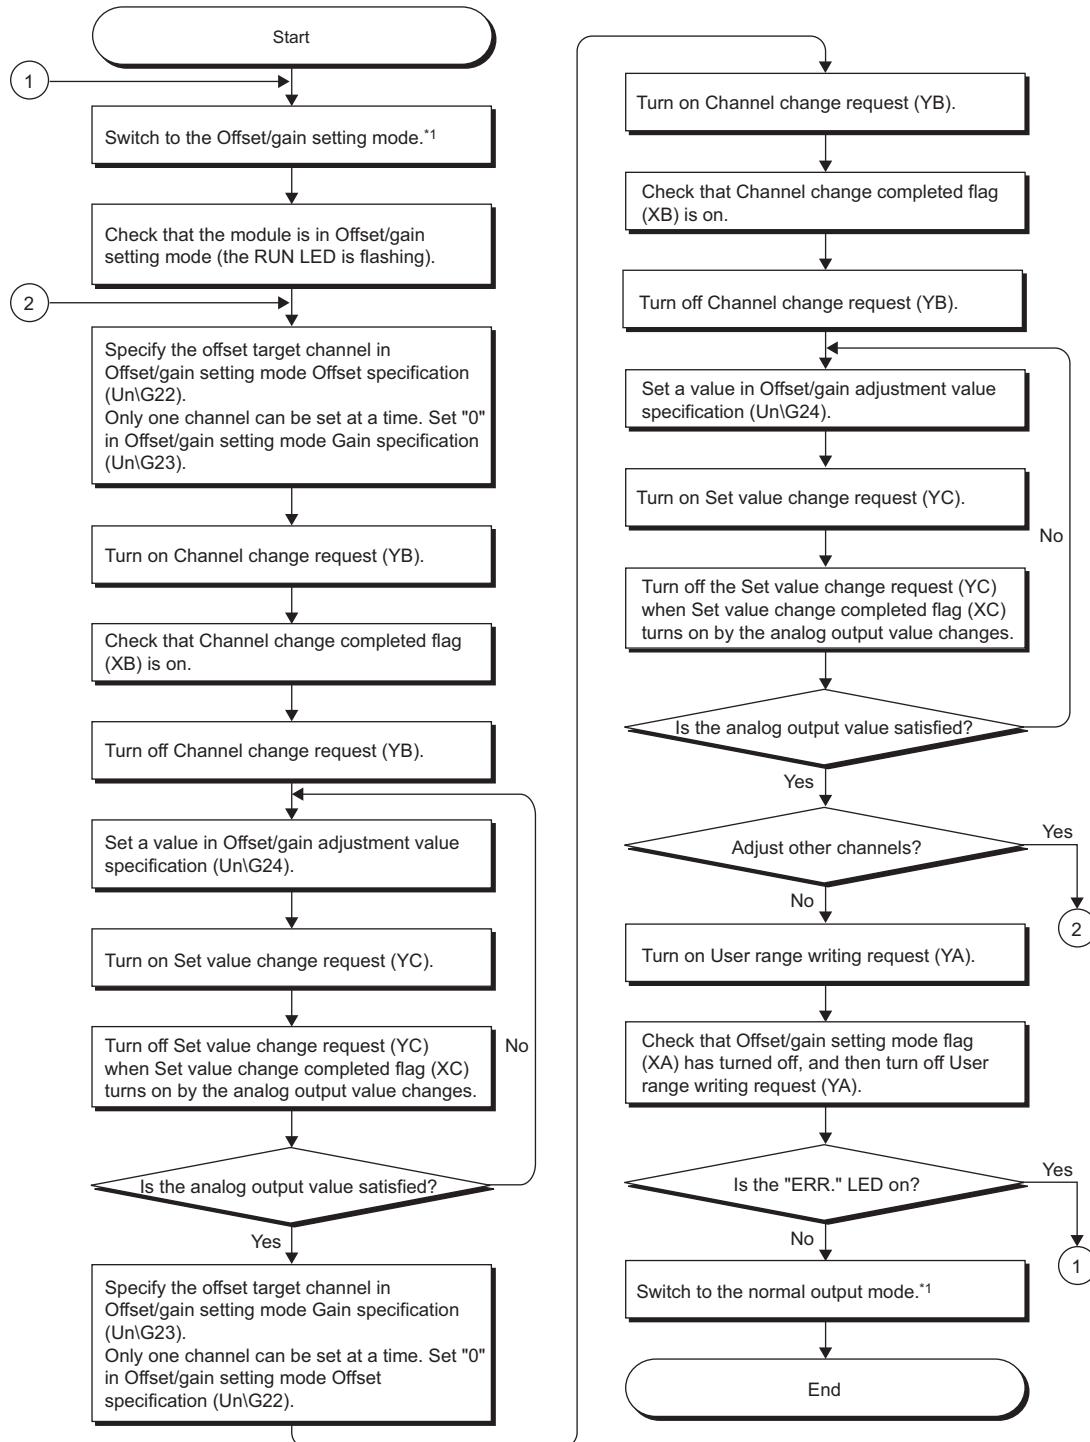 Start
1
Switch to the Offset/gain setting mode.*1
Check that the module is in Offset/gain
setting mode (the RUN LED is flashing).
2
Specify the offset target channel in
Offset/gain setting mode Offset specification
(Un\G22).
Only one channel can be set at a time. Set "0"
in Offset/gain setting mode Gain specification
(Un\G23).
Turn on Channel change request (YB).
Check that Channel change completed flag
(XB) is on.
Turn off Channel change request (YB).
Set a value in Offset/gain adjustment value
specification (Un\G24).
Turn on Set value change request (YC).
Turn off Set value change request (YC)
when Set value change completed flag (XC)
turns on by the analog output value changes.
No
Is the analog output value satisfied?
Yes
Specify the offset target channel in
Offset/gain setting mode Gain specification
(Un\G23).
Only one channel can be set at a time. Set "0"
in Offset/gain setting mode Offset
specification (Un\G22).
Turn on Channel change request (YB).
Check that Channel change completed flag
(XB) is on.
Turn off Channel change request (YB).
Set a value in Offset/gain adjustment value
specification (Un\G24).
Turn on Set value change request (YC).
No
Turn off the Set value change request (YC)
when Set value change completed flag (XC)
turns on by the analog output value changes.
Is the analog output value satisfied?
Yes
Adjust other channels?
Yes
No
2
Turn on User range writing request (YA).
Check that Offset/gain setting mode flag
(XA) has turned off, and then turn off User
range writing request (YA).
Is the "ERR." LED on?
Yes
No
1
Switch to the normal output mode.*1
End